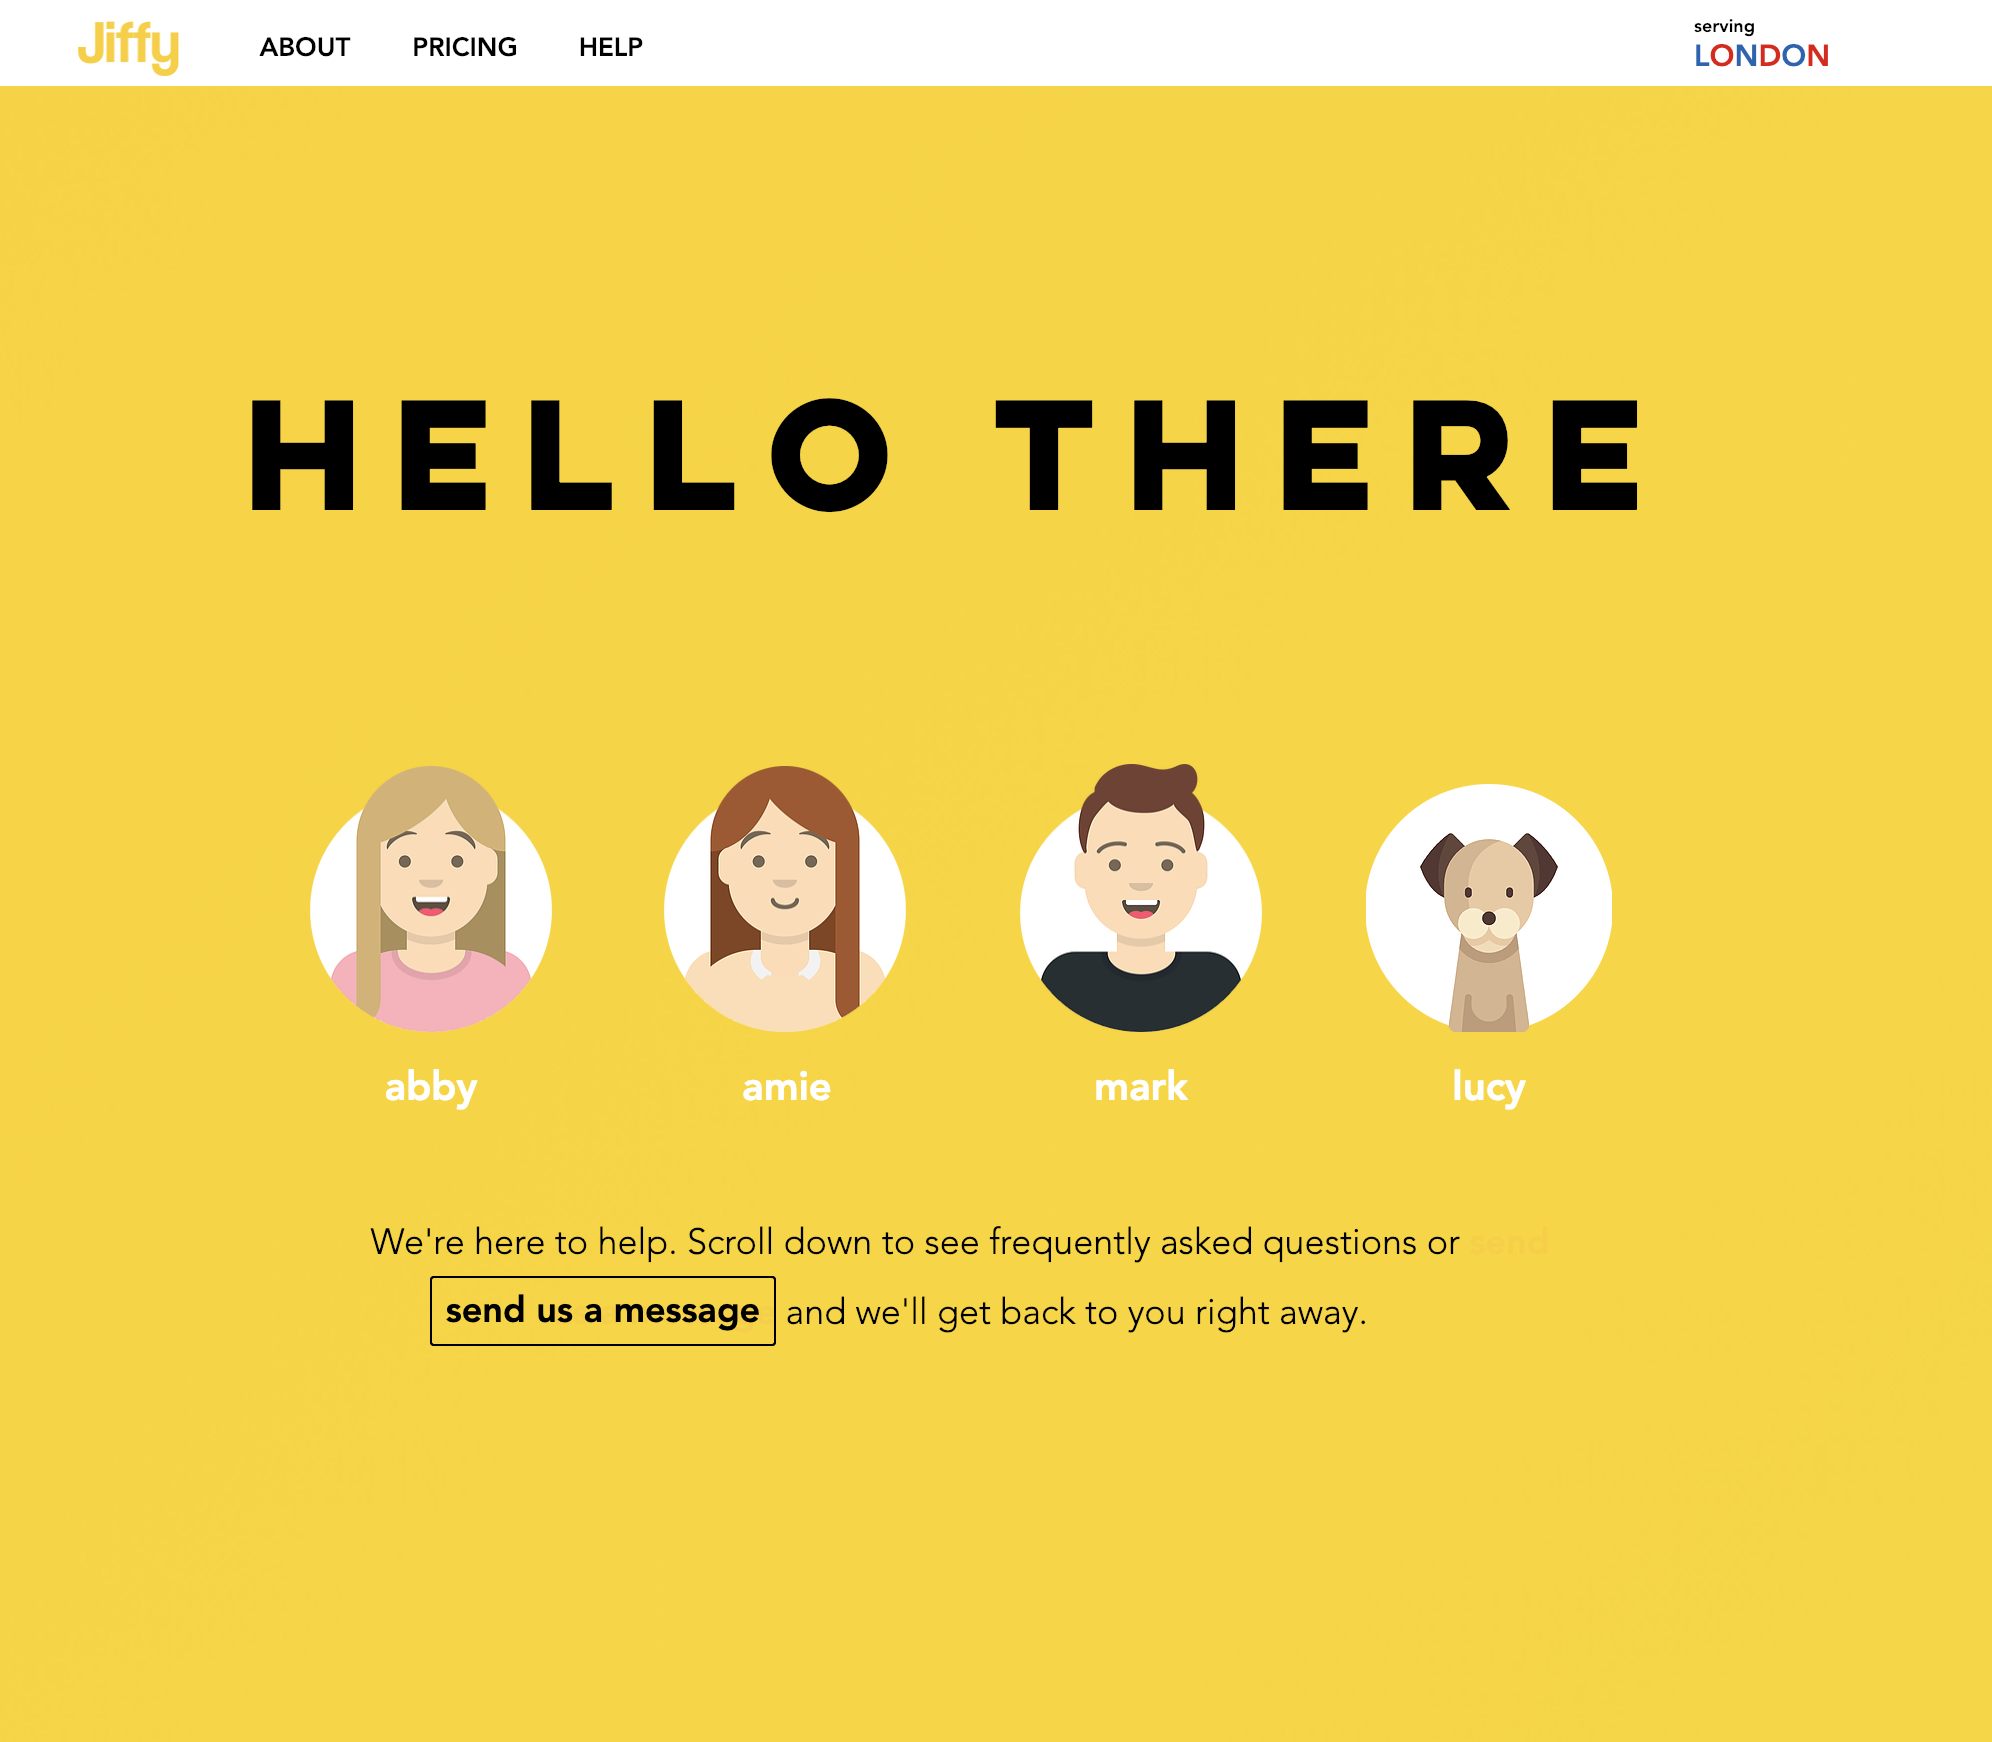 Jiffy ABOUT PRICING HELP
serving
LONDON
HELLO THERE
abby amie mark lucy
We're here to help. Scroll down to see frequently asked questions or send
send us a message and we'll get back to you right away.